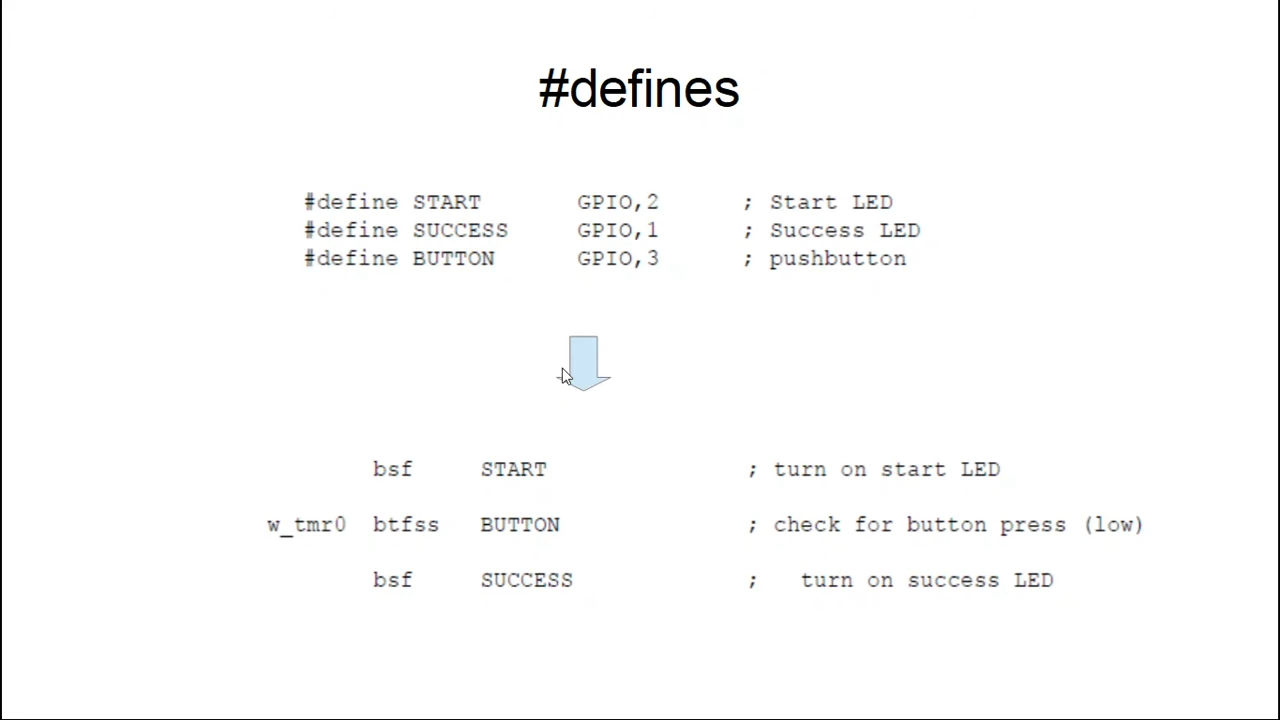 #defines
#define START GPIO,2 ; Start LED
#define SUCCESS GPIO,1 ; Success LED
#define BUTTON GPIO,3 ; pushbutton
bsf START ; turn on start LED
w_tmr0 btfss BUTTON ; check for button press (low)
bsf SUCCESS ; turn on success LED